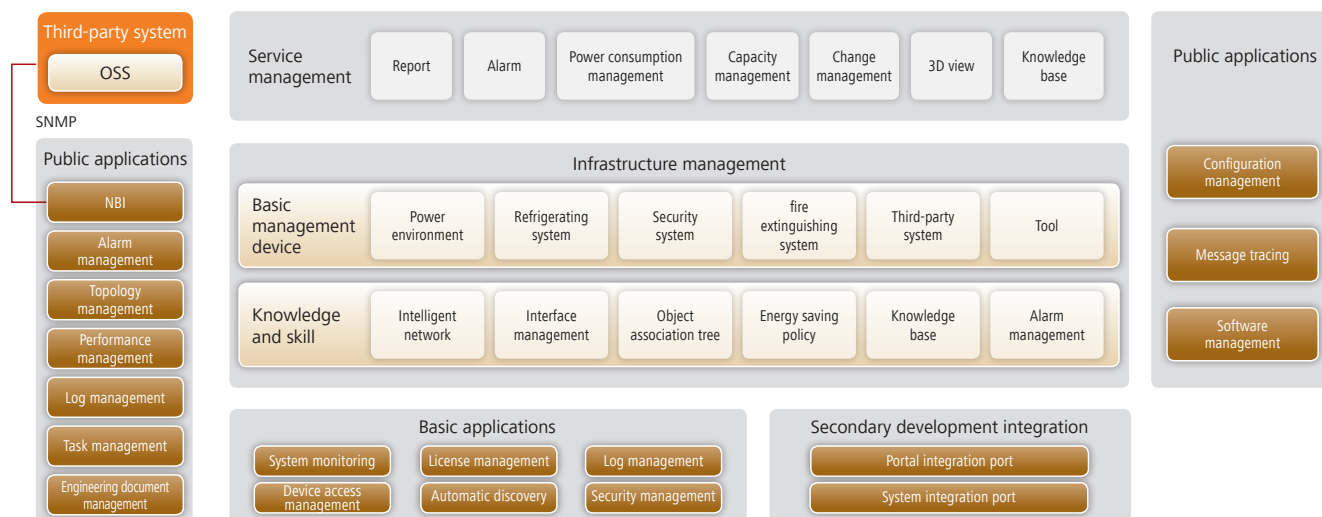 Third-party system
OSS
SNMP
Public applications
NBI
Alarm
management
Topology
management
Performance
management
Log management
Task management
Engineering document
management
Service
management
Report
Alarm
Power consumption
management
Capacity
management
Change
management
3D view
Knowledge
base
Infrastructure management
Basic
management
device
Power
environment
Refrigerating
system
Security
system
fire
extinguishing
system
Third-party
system
Tool
Knowledge
and skill
Intelligent
network
Interface
management
Object
association tree
Energy saving
policy
Knowledge
base
Alarm
management
Basic applications
System monitoring
License management
Log management
Device access
management
Automatic discovery
Security management
Secondary development integration
Portal integration port
System integration port
Public applications
Configuration
management
Message tracing
Software
management